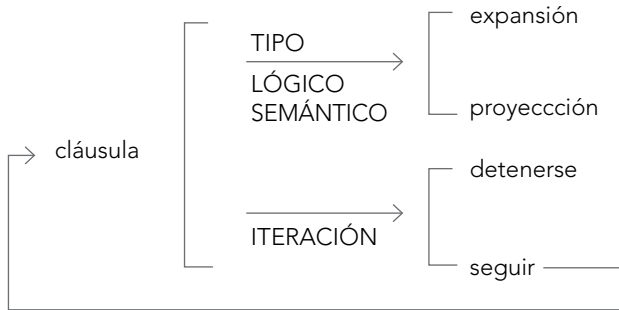 expansión
TIPO
LÓGICO
SEMÁNTICO
proyeccción
cláusula
detenerse
ITERACIÓN
seguir